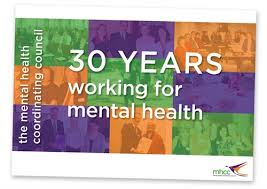 the mental health
coordinating council
30 YEARS
working for
mental health
mhcc